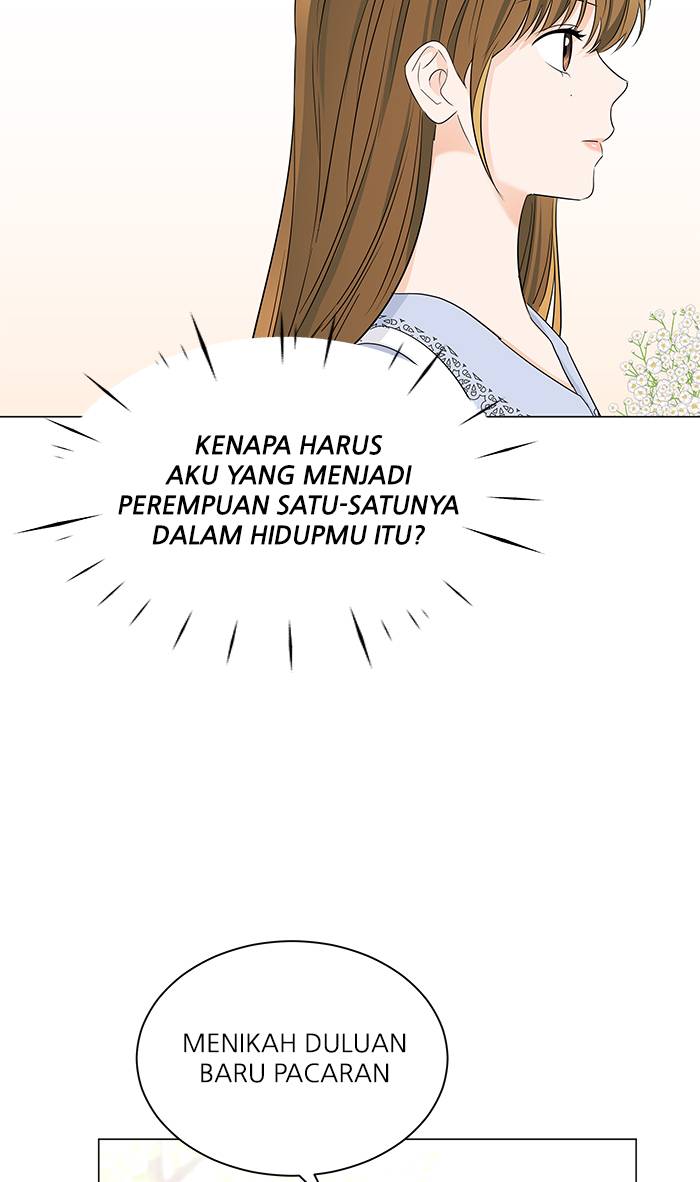 KENAPA HARUS
AKU YANG MENJADI
PEREMPUAN SATU-SATUNYA
DALAM HIDUPMU ITU?
MENIKAH DULUAN
BARU PACARAN